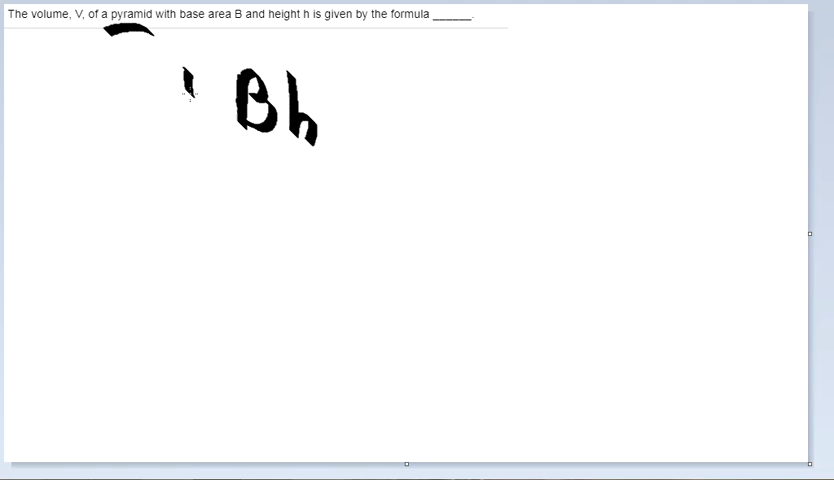 The volume, V, of a pyramid with base area B and height h is given by the formula ______.
Bh